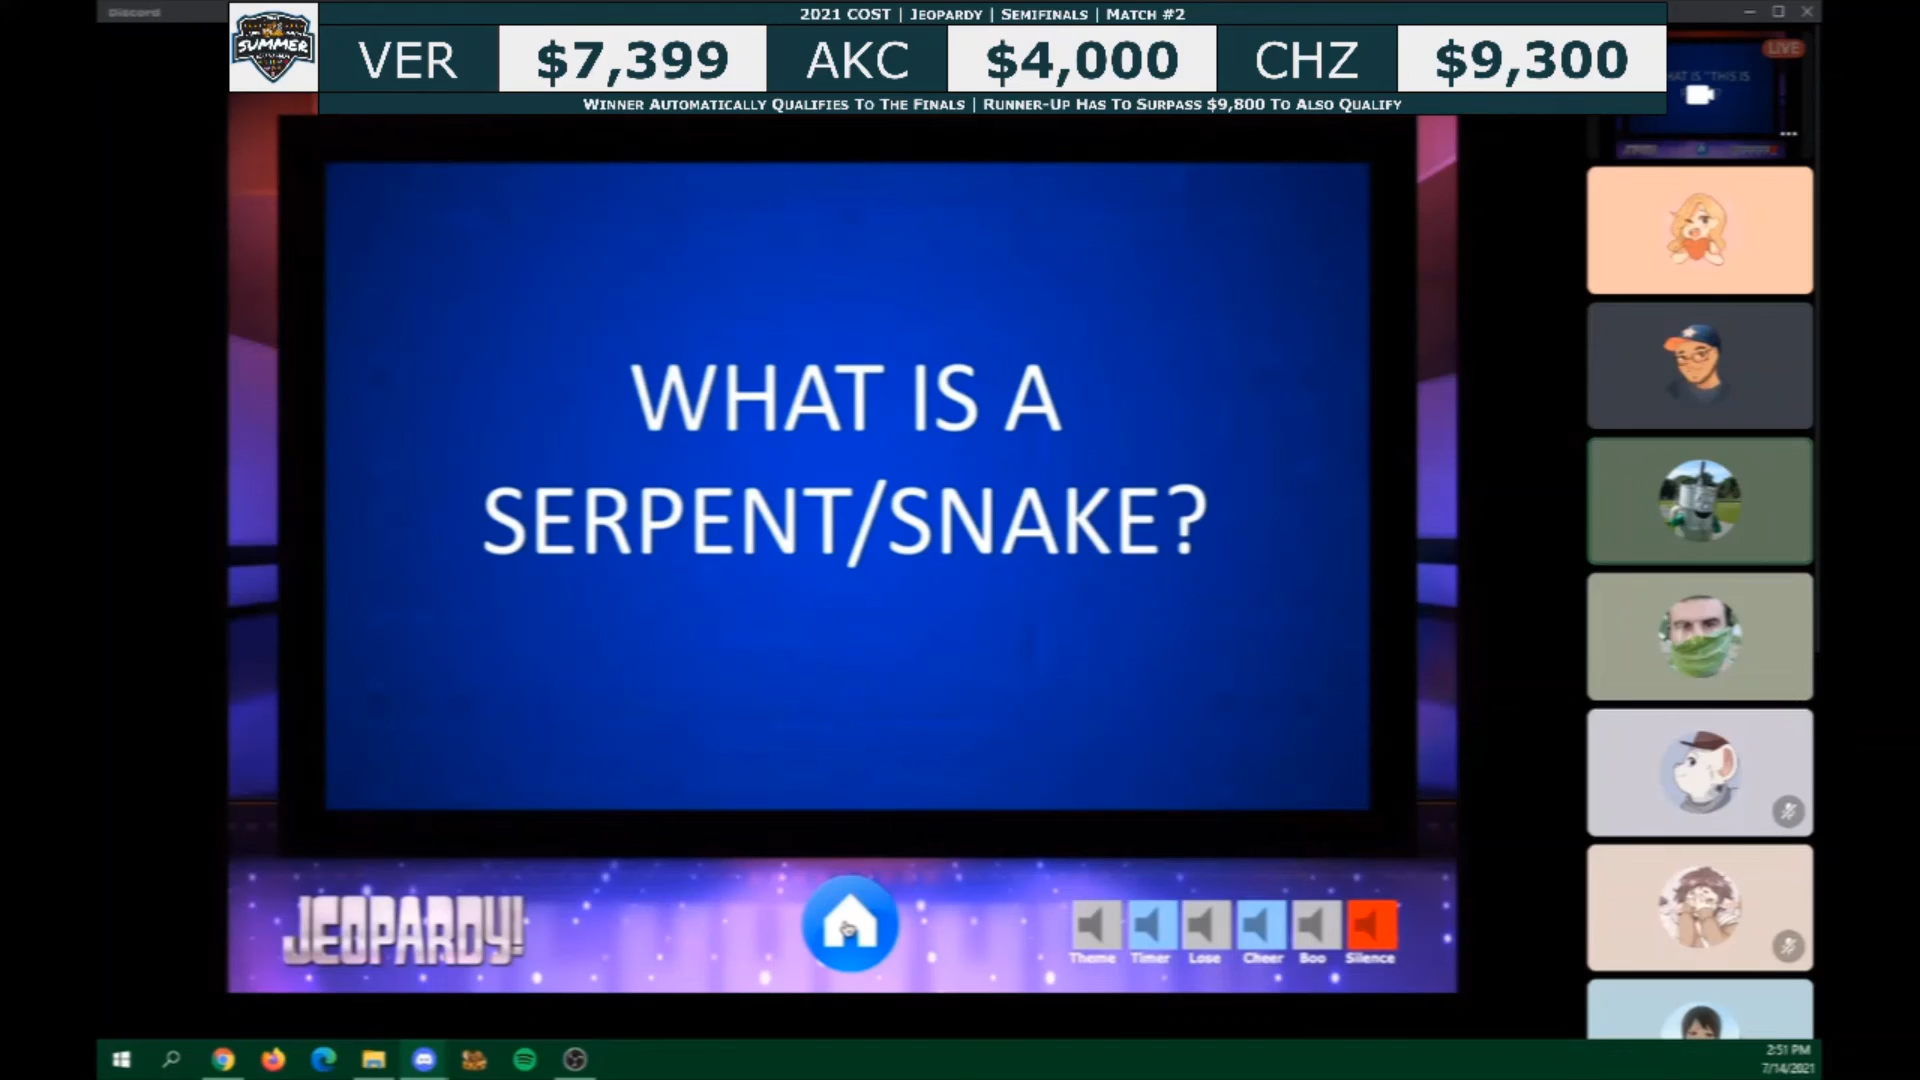 Discord
2021 COST | JEOPARDY | SEMIFINALS | MATCH #2
SUMMER
VER $7,399 AKC $4,000 CHZ $9,300
WINNER AUTOMATICALLY QUALIFIES TO THE FINALS | RUNNER-UP HAS TO SURPASS $9,800 TO ALSO QUALIFY
LIVE
WHAT IS A
SERPENT/SNAKE?
JEOPARDY!
Theme Timer Lose Cheer Boo Silence
2:51 PM
7/14/2021